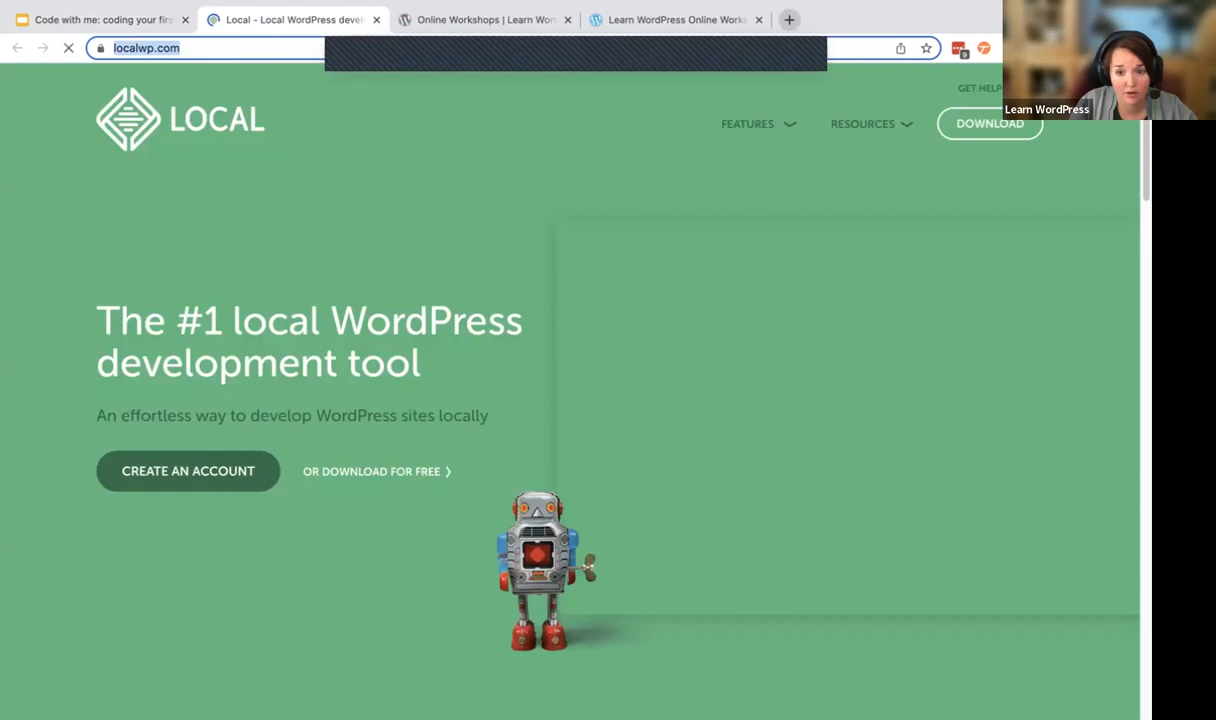 Code with me: coding your firs
Local - Local WordPress devel
Online Workshops | Learn Wor
Learn WordPress Online Works
localwp.com
9
Learn WordPress
GET HELP
LOCAL
FEATURES
RESOURCES
DOWNLOAD
The #1 local WordPress
development tool
An effortless way to develop WordPress sites locally
CREATE AN ACCOUNT
OR DOWNLOAD FOR FREE